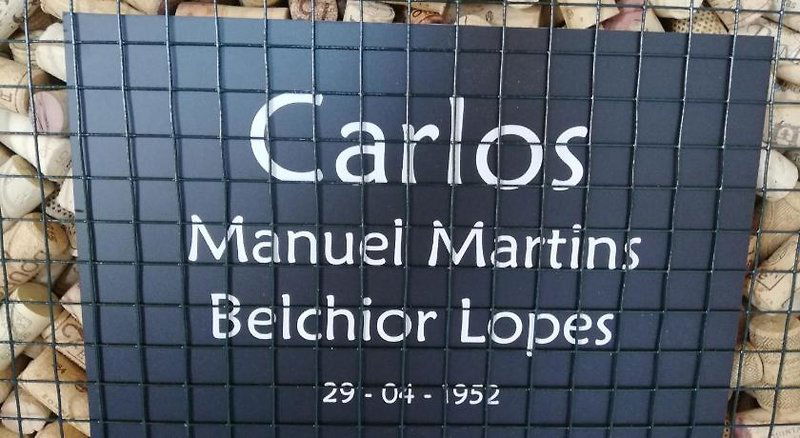 Carlos
Manuel Martins
Belchior Lopes
29 - 04 - 1952